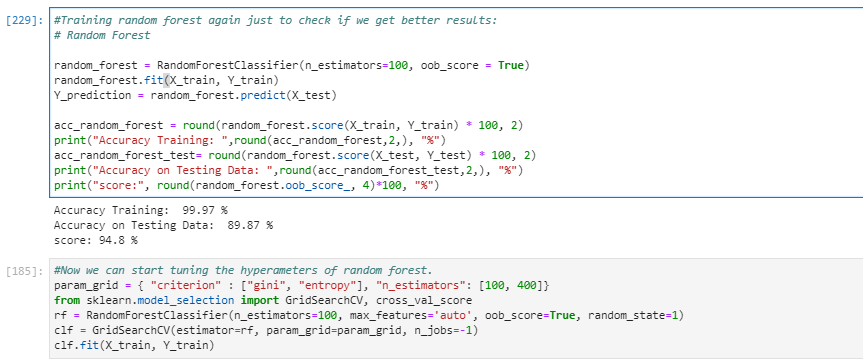 [229]: #Training random forest again just to check if we get better results:
# Random Forest
random_forest = RandomForestClassifier(n_estimators=100, oob_score = True)
random_forest.fit(X_train, Y_train)
Y_prediction = random_forest.predict(X_test)
acc_random_forest = round(random_forest.score(X_train, Y_train) * 100, 2)
print("Accuracy Training: ",round(acc_random_forest,2,), "%")
acc_random_forest_test= round(random_forest.score(X_test, Y_test) * 100, 2)
print("Accuracy on Testing Data: ",round(acc_random_forest_test,2,), "%")
print("score:", round(random_forest.oob_score_, 4)*100, "%")
Accuracy Training:  99.97 %
Accuracy on Testing Data:  89.87 %
score: 94.8 %
[185]: #Now we can start tuning the hyperameters of random forest.
param_grid = { "criterion" : ["gini", "entropy"], "n_estimators": [100, 400]}
from sklearn.model_selection import GridSearchCV, cross_val_score
rf = RandomForestClassifier(n_estimators=100, max_features='auto', oob_score=True, random_state=1)
clf = GridSearchCV(estimator=rf, param_grid=param_grid, n_jobs=-1)
clf.fit(X_train, Y_train)